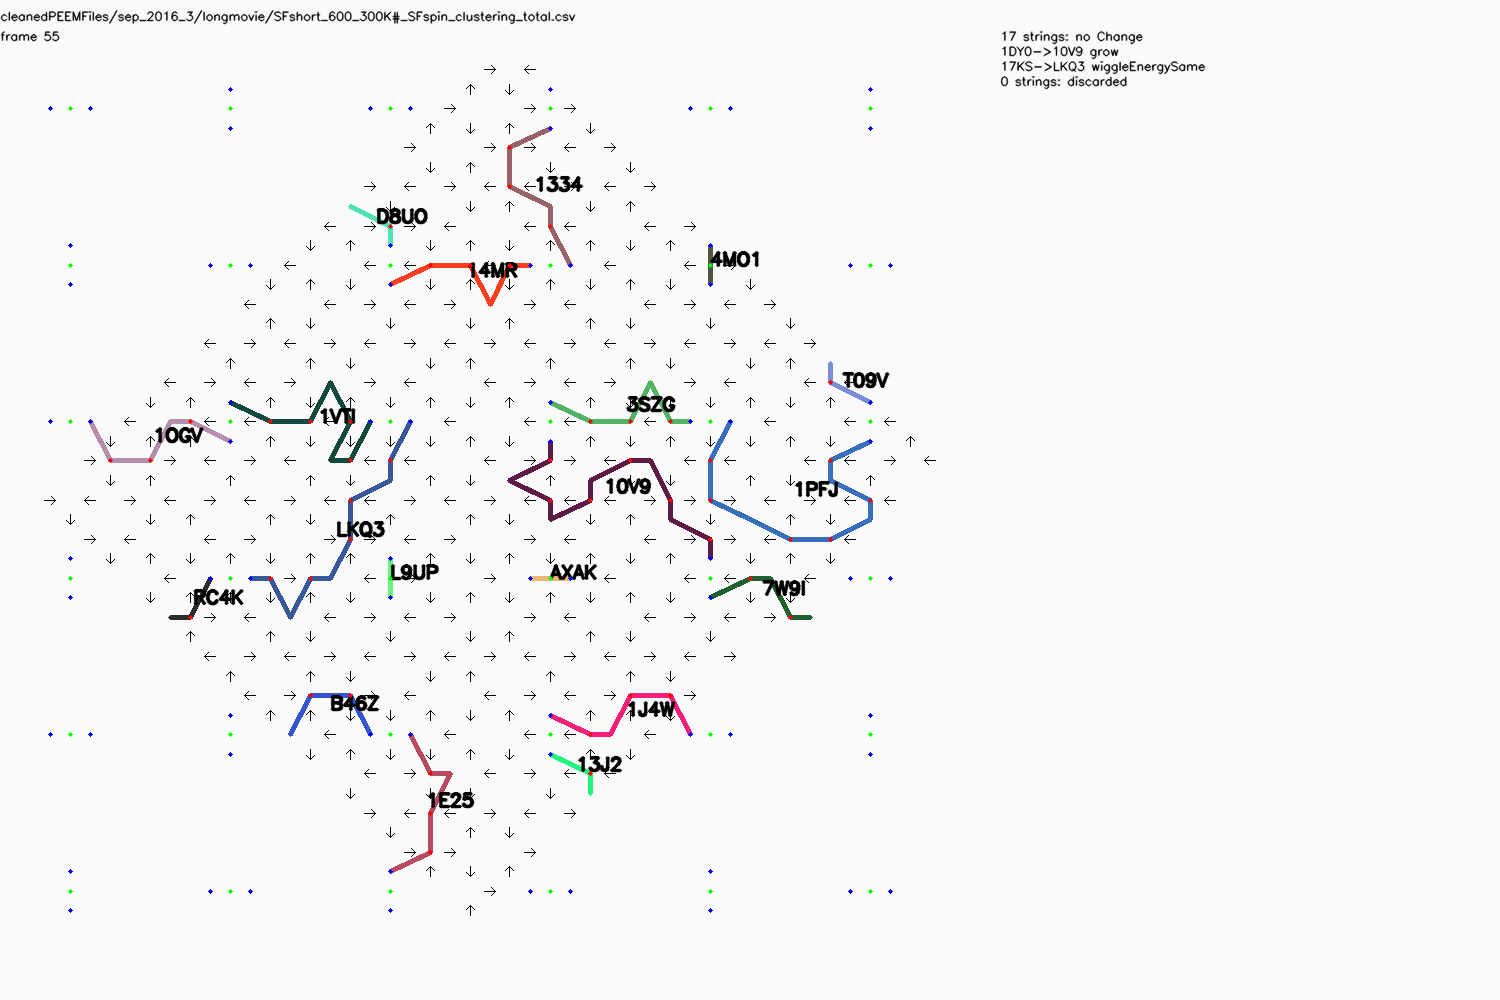 cleanedPEEMFiles/sep_2016_3/longmovie/SFshort_600_300K#_SFspin_clustering_total.csv
frame 55
17 strings: no Change
1DY0->10V9 grow
17KS->LKQ3 wiggleEnergySame
0 strings: discarded
1334
D8U0
4MO1
14MR
T09V
3SZG
1VTI
10GV
10V9
1PFJ
LKQ3
L9UP
AXAK
7W9I
RC4K
B46Z
1J4W
13J2
1E25